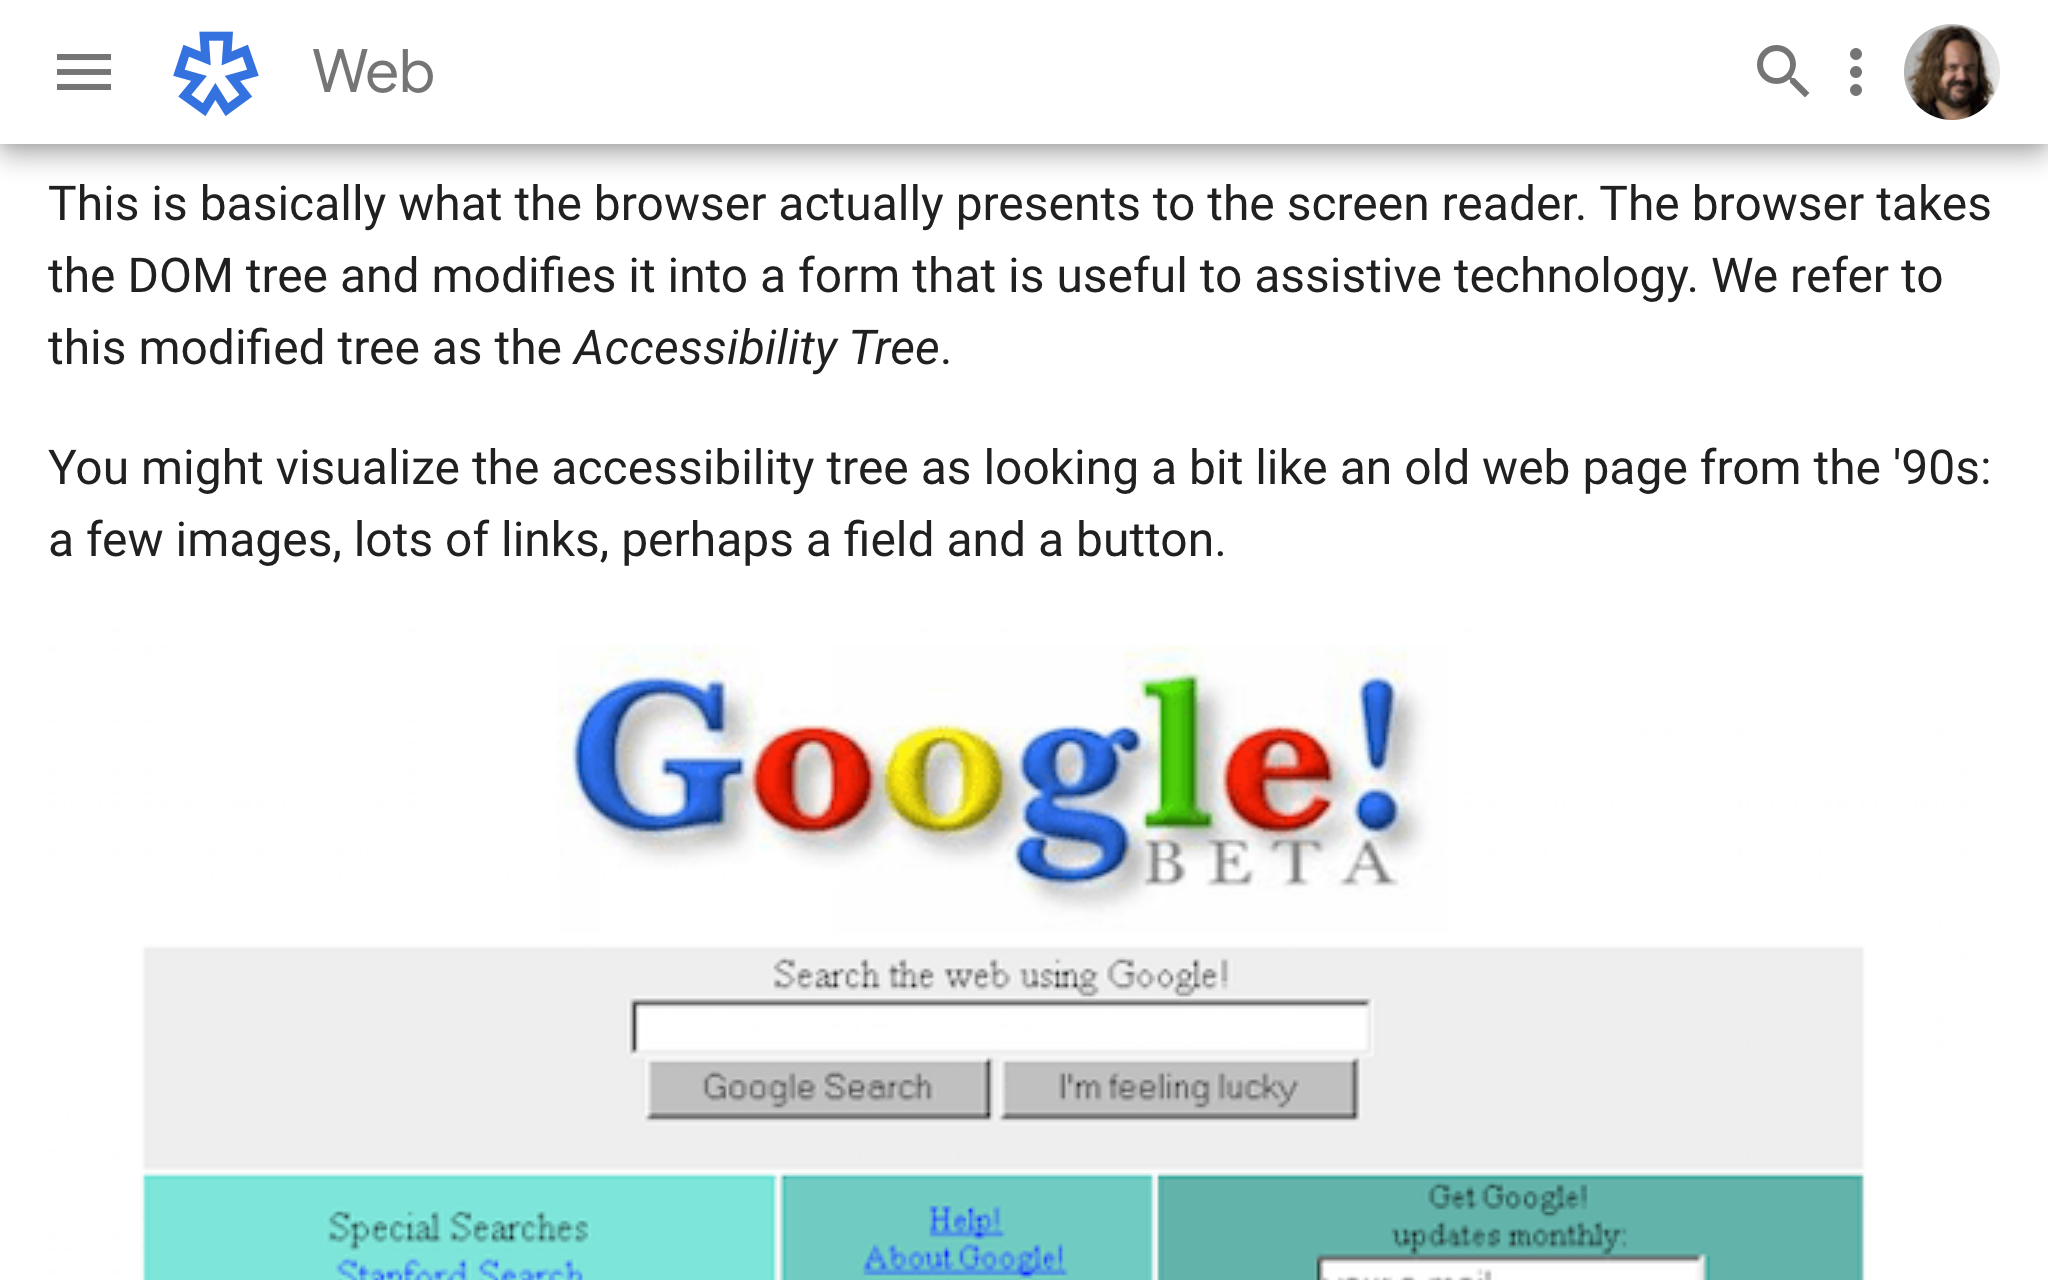 Web
This is basically what the browser actually presents to the screen reader. The browser takes
the DOM tree and modifies it into a form that is useful to assistive technology. We refer to
this modified tree as the Accessibility Tree.
You might visualize the accessibility tree as looking a bit like an old web page from the '90s:
a few images, lots of links, perhaps a field and a button.
Google!
BETA
Search the web using Google!
Google Search I'm feeling lucky
Special Searches
Stanford Search
Help!
About Google!
Get Google!
updates monthly:
your e-mail